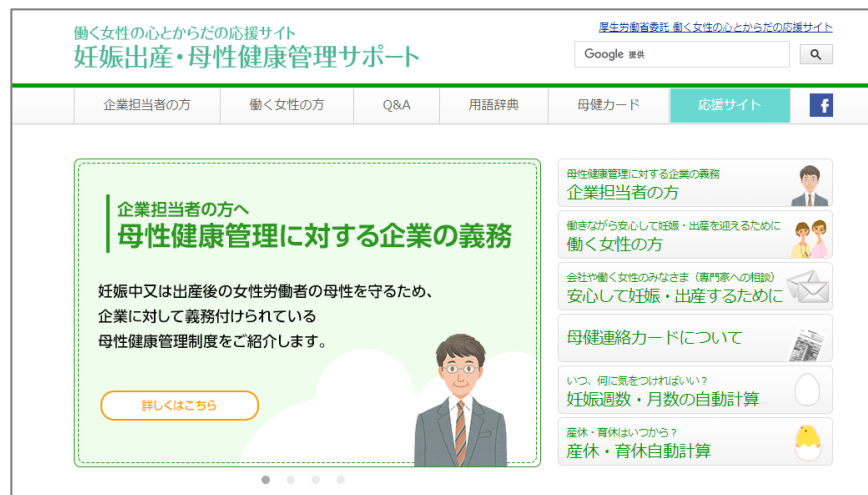 働く女性の心とからだの応援サイト
妊娠出産・母性健康管理サポート
厚生労働省委託 働く女性の心とからだの応援サイト
Google 提供
企業担当者の方
働く女性の方
Q&A
用語辞典
母健カード
応援サイト
f
企業担当者の方へ
母性健康管理に対する企業の義務
妊娠中又は出産後の女性労働者の母性を守るため、
企業に対して義務付けられている
母性健康管理制度をご紹介します。
詳しくはこちら
母性健康管理に対する企業の義務
企業担当者の方
働きながら安心して妊娠・出産を迎えるために
働く女性の方
会社や働く女性のみなさま（専門家への相談）
安心して妊娠・出産するために
母健連絡カードについて
いつ、何に気をつければいい？
妊娠週数・月数の自動計算
産休・育休はいつから？
産休・育休自動計算